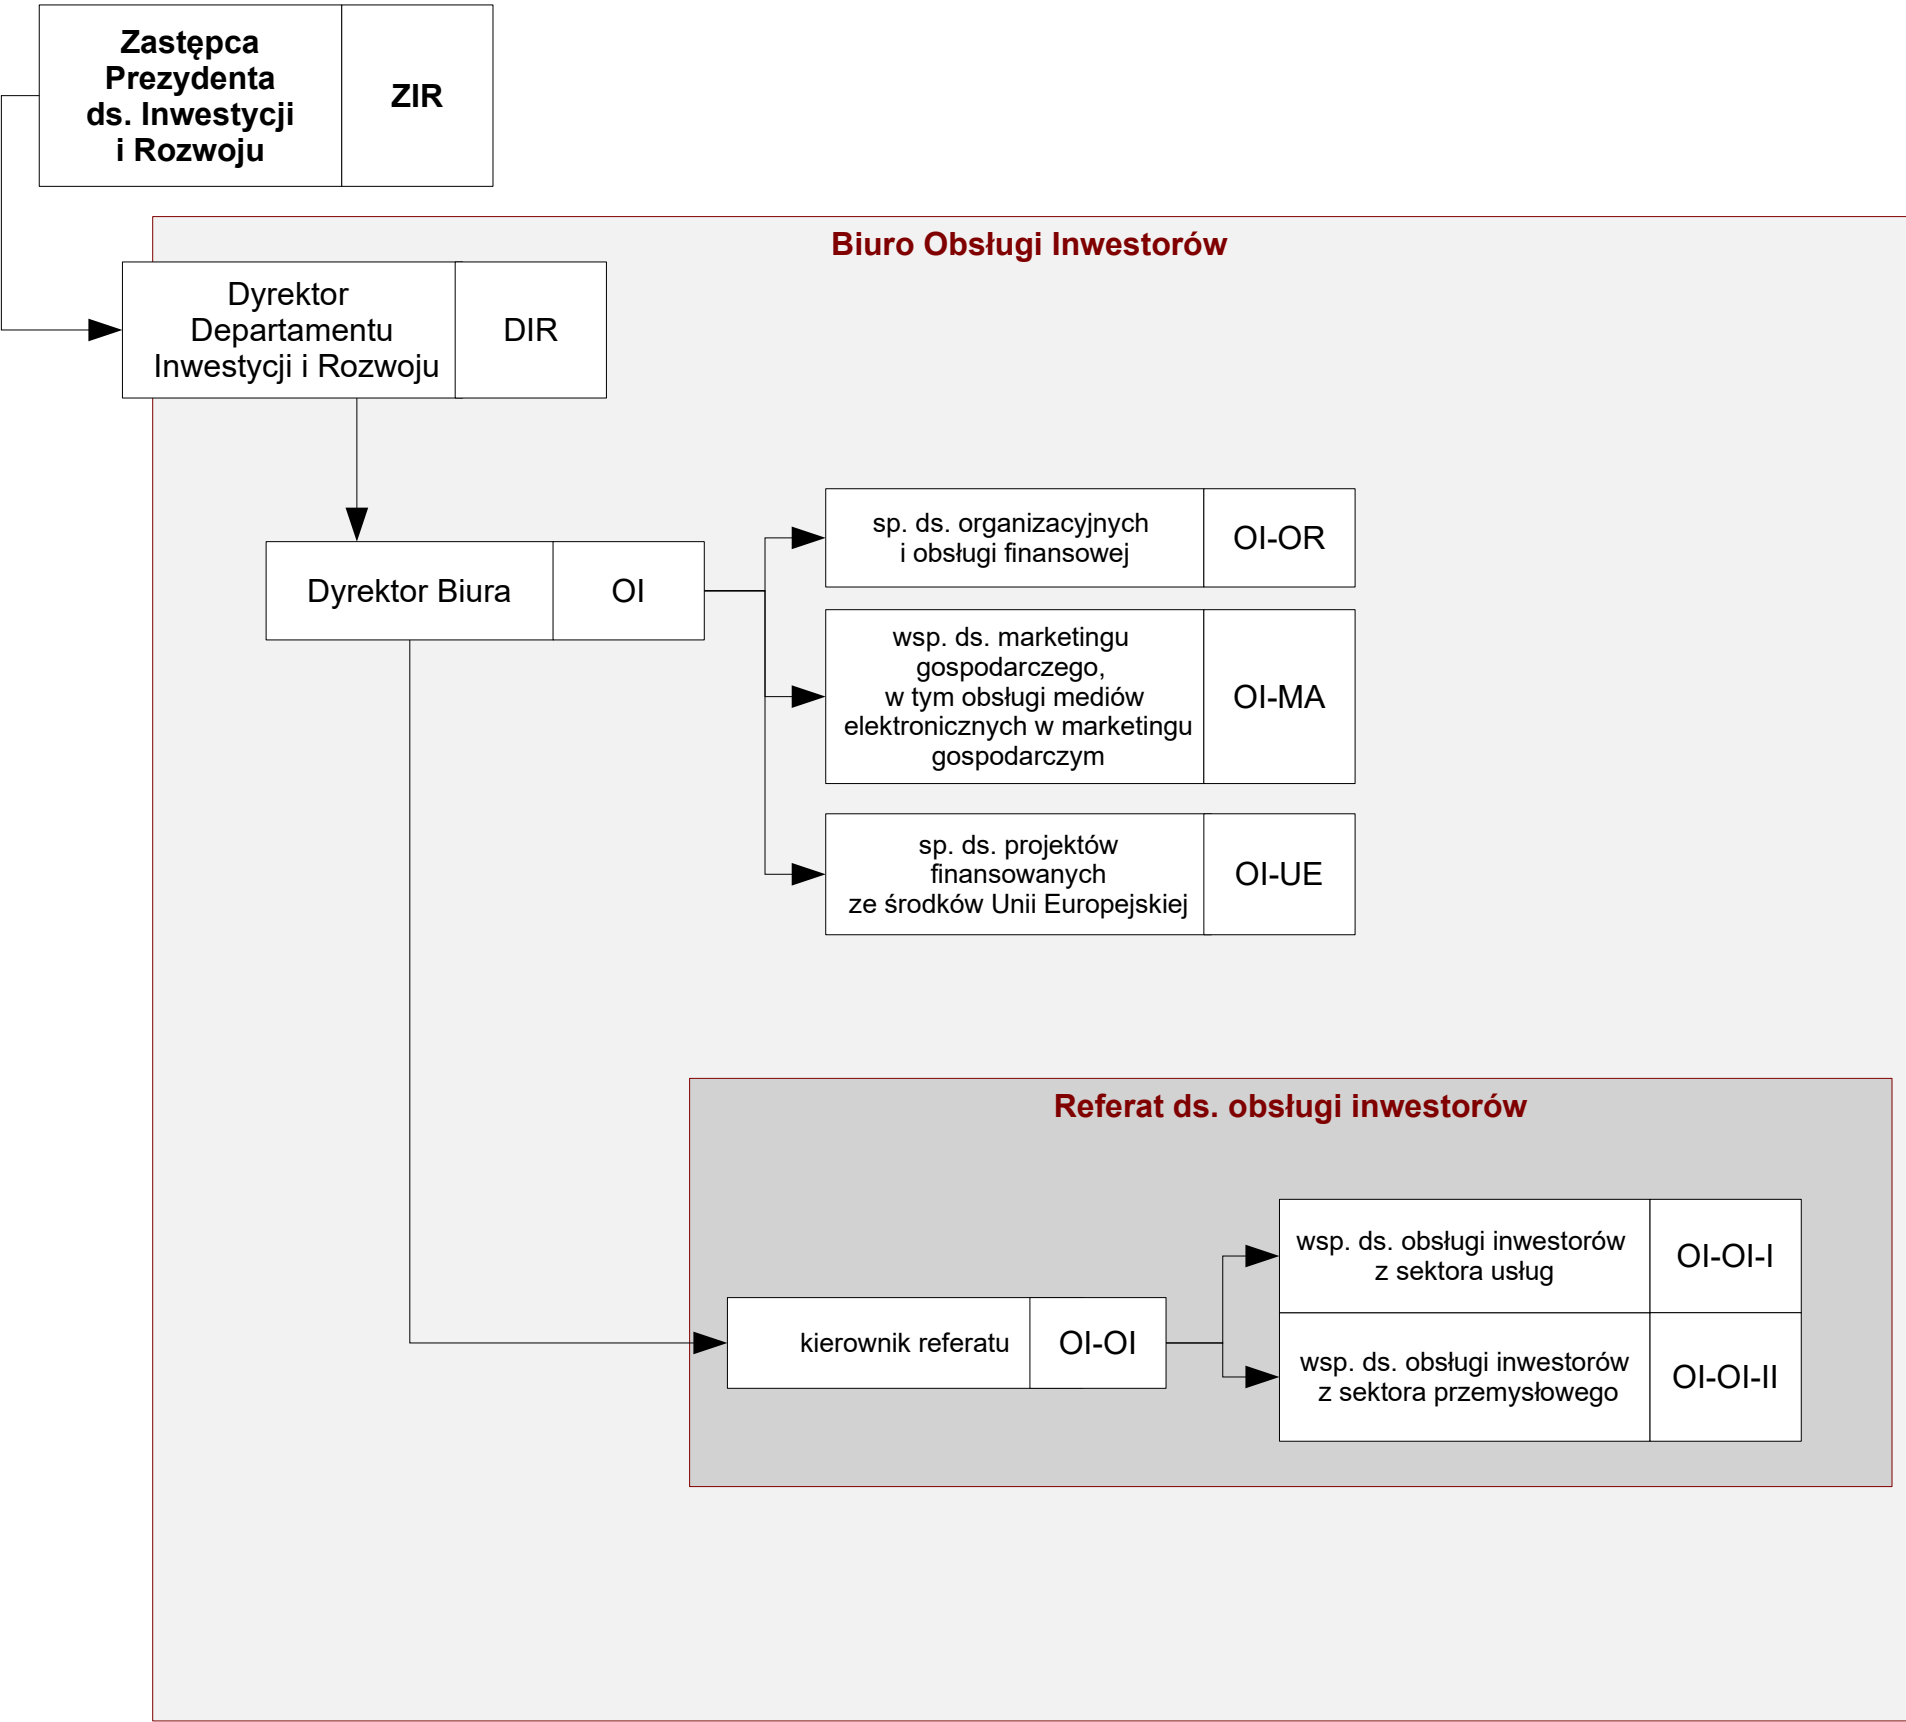 Zastępca
Prezydenta
ds. Inwestycji
i Rozwoju
ZIR
Biuro Obsługi Inwestorów
Dyrektor
Departamentu
Inwestycji i Rozwoju
DIR
Dyrektor Biura
OI
sp. ds. organizacyjnych
i obsługi finansowej
OI-OR
wsp. ds. marketingu
gospodarczego,
w tym obsługi mediów
elektronicznych w marketingu
gospodarczym
OI-MA
sp. ds. projektów
finansowanych
ze środków Unii Europejskiej
OI-UE
Referat ds. obsługi inwestorów
kierownik referatu
OI-OI
wsp. ds. obsługi inwestorów
z sektora usług
OI-OI-I
wsp. ds. obsługi inwestorów
z sektora przemysłowego
OI-OI-II